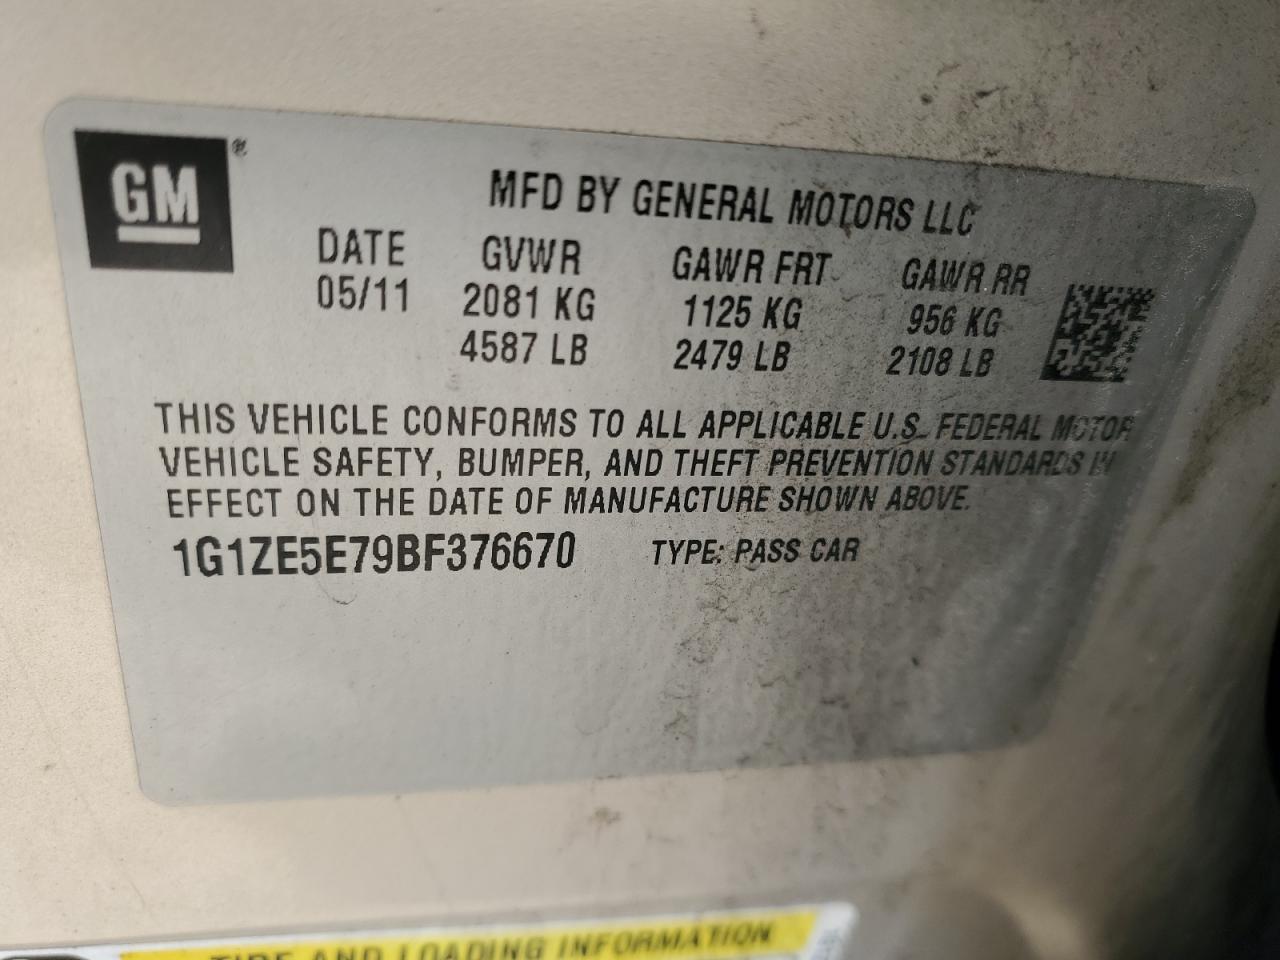 GM®
MFD BY GENERAL MOTORS LLC
DATE GVWR GAWR FRT GAWR RR
05/11 2081 KG 1125 KG 956 KG
4587 LB 2479 LB 2108 LB
THIS VEHICLE CONFORMS TO ALL APPLICABLE U.S. FEDERAL MOTOR
VEHICLE SAFETY, BUMPER, AND THEFT PREVENTION STANDARDS IN
EFFECT ON THE DATE OF MANUFACTURE SHOWN ABOVE.
1G1ZE5E79BF376670 TYPE: PASS CAR
TIRE AND LOADING INFORMATION